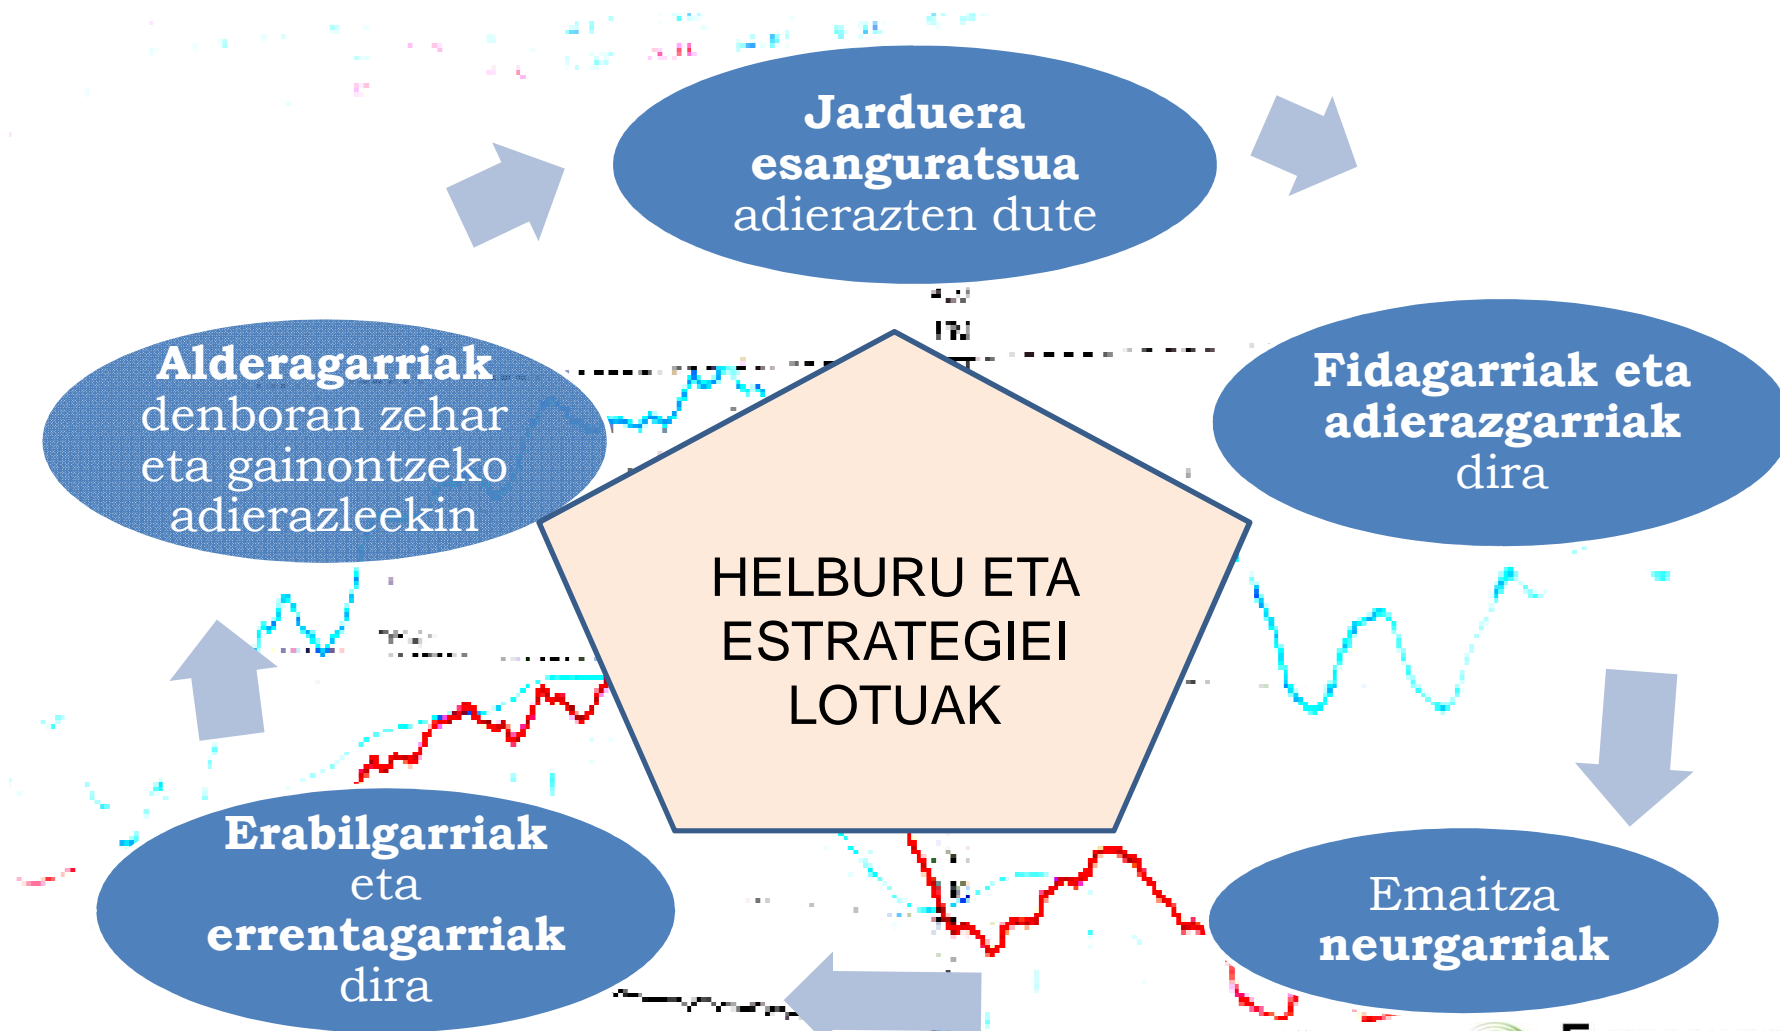 Jarduera
esanguratsua
adierazten dute
Fidagarriak eta
adierazgarriak
dira
Emaitza
neurgarriak
Erabilgarriak
eta
errentagarriak
dira
Alderagarriak
denboran zehar
eta gainontzeko
adierazleekin
HELBURU ETA
ESTRATEGIEI
LOTUAK